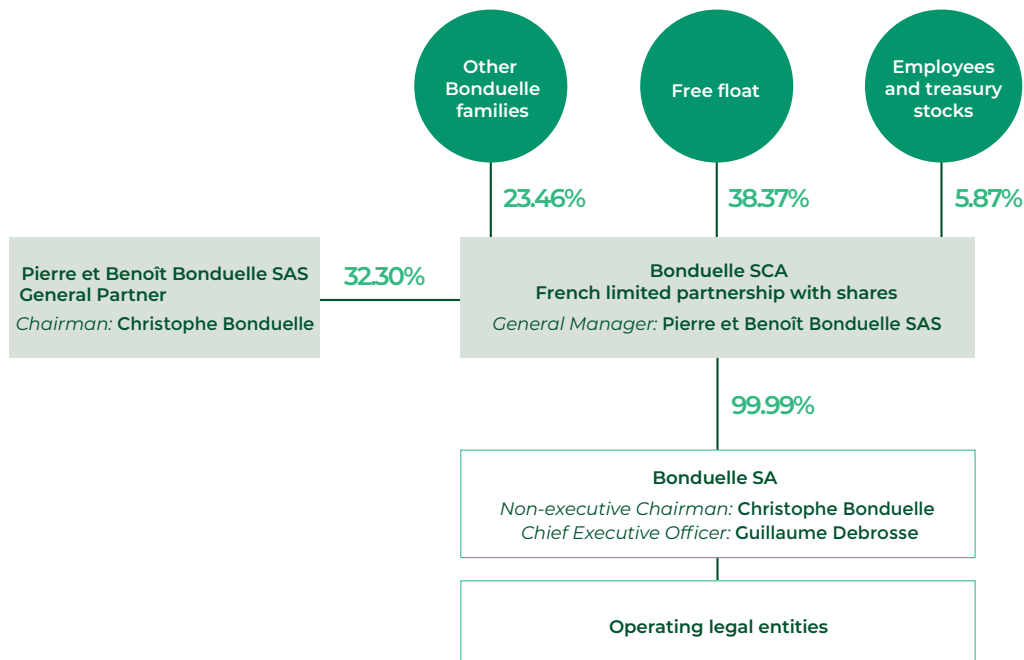 Other
Bonduelle
families
Free float
Employees
and treasury
stocks
23.46%
38.37%
5.87%
Pierre et Benoît Bonduelle SAS
General Partner
Chairman: Christophe Bonduelle
32.30%
Bonduelle SCA
French limited partnership with shares
General Manager: Pierre et Benoît Bonduelle SAS
99.99%
Bonduelle SA
Non-executive Chairman: Christophe Bonduelle
Chief Executive Officer: Guillaume Debrosse
Operating legal entities